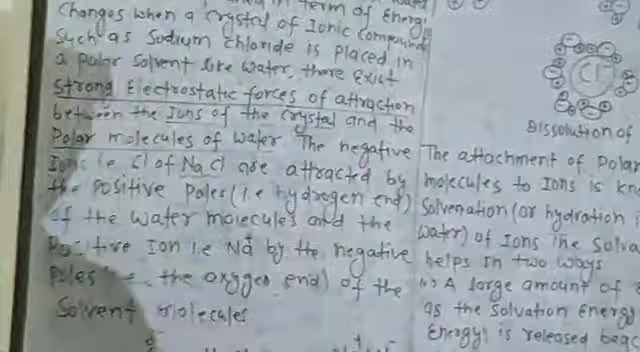 in term of Energy
Changes when a crystal of Ionic compound
Such as Sodium chloride is placed in
a polar Solvent like water, there Exist
Strong Electrostatic forces of attraction
between the Ions of the crystal and the
Polar molecules of water. The negative
i.e Cl of NaCl are attracted by
the Positive Poles (i.e hydrogen end)
of the water molecules and the
Ion i.e Na+ by the negative
Poles the oxygen end) of the
Solvent molecules
Cl
Dissolution of
The attachment of Polar
molecules to Ions is
Solvenation (or hydration
water) of Ions The
helps in two ways
A large amount of
as the Solvation Energy
Energy is released